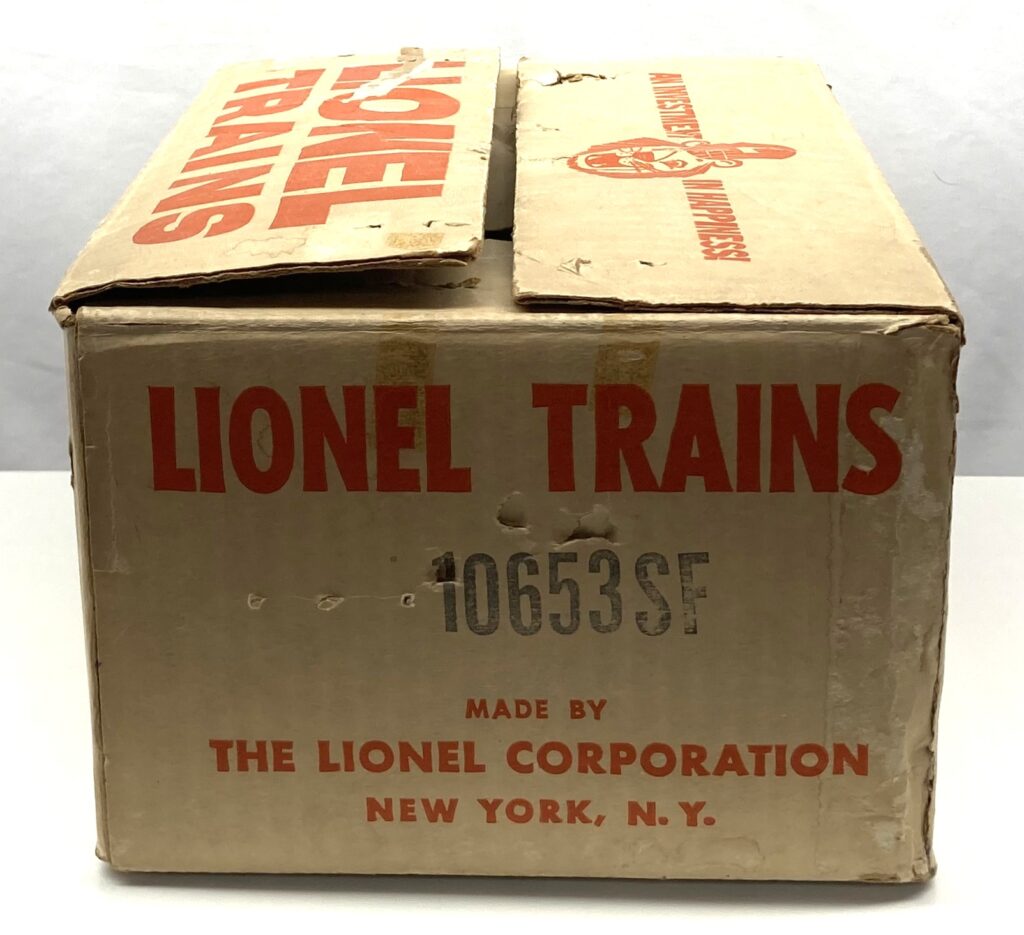 LIONEL
TRAINS
AN INVESTMENT
IN HAPPINESS!
LIONEL TRAINS
10653SF
MADE BY
THE LIONEL CORPORATION
NEW YORK, N.Y.